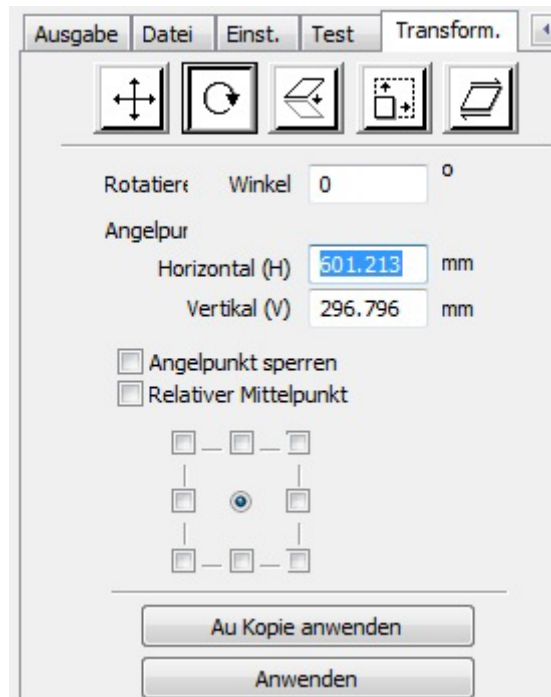 Ausgabe Datei Einst. Test Transform.
Rotatiere Winkel 0 o
Angelpur
Horizontal (H) 601.213 mm
Vertikal (V) 296.796 mm
Angelpunkt sperren
Relativer Mittelpunkt
Au Kopie anwenden
Anwenden